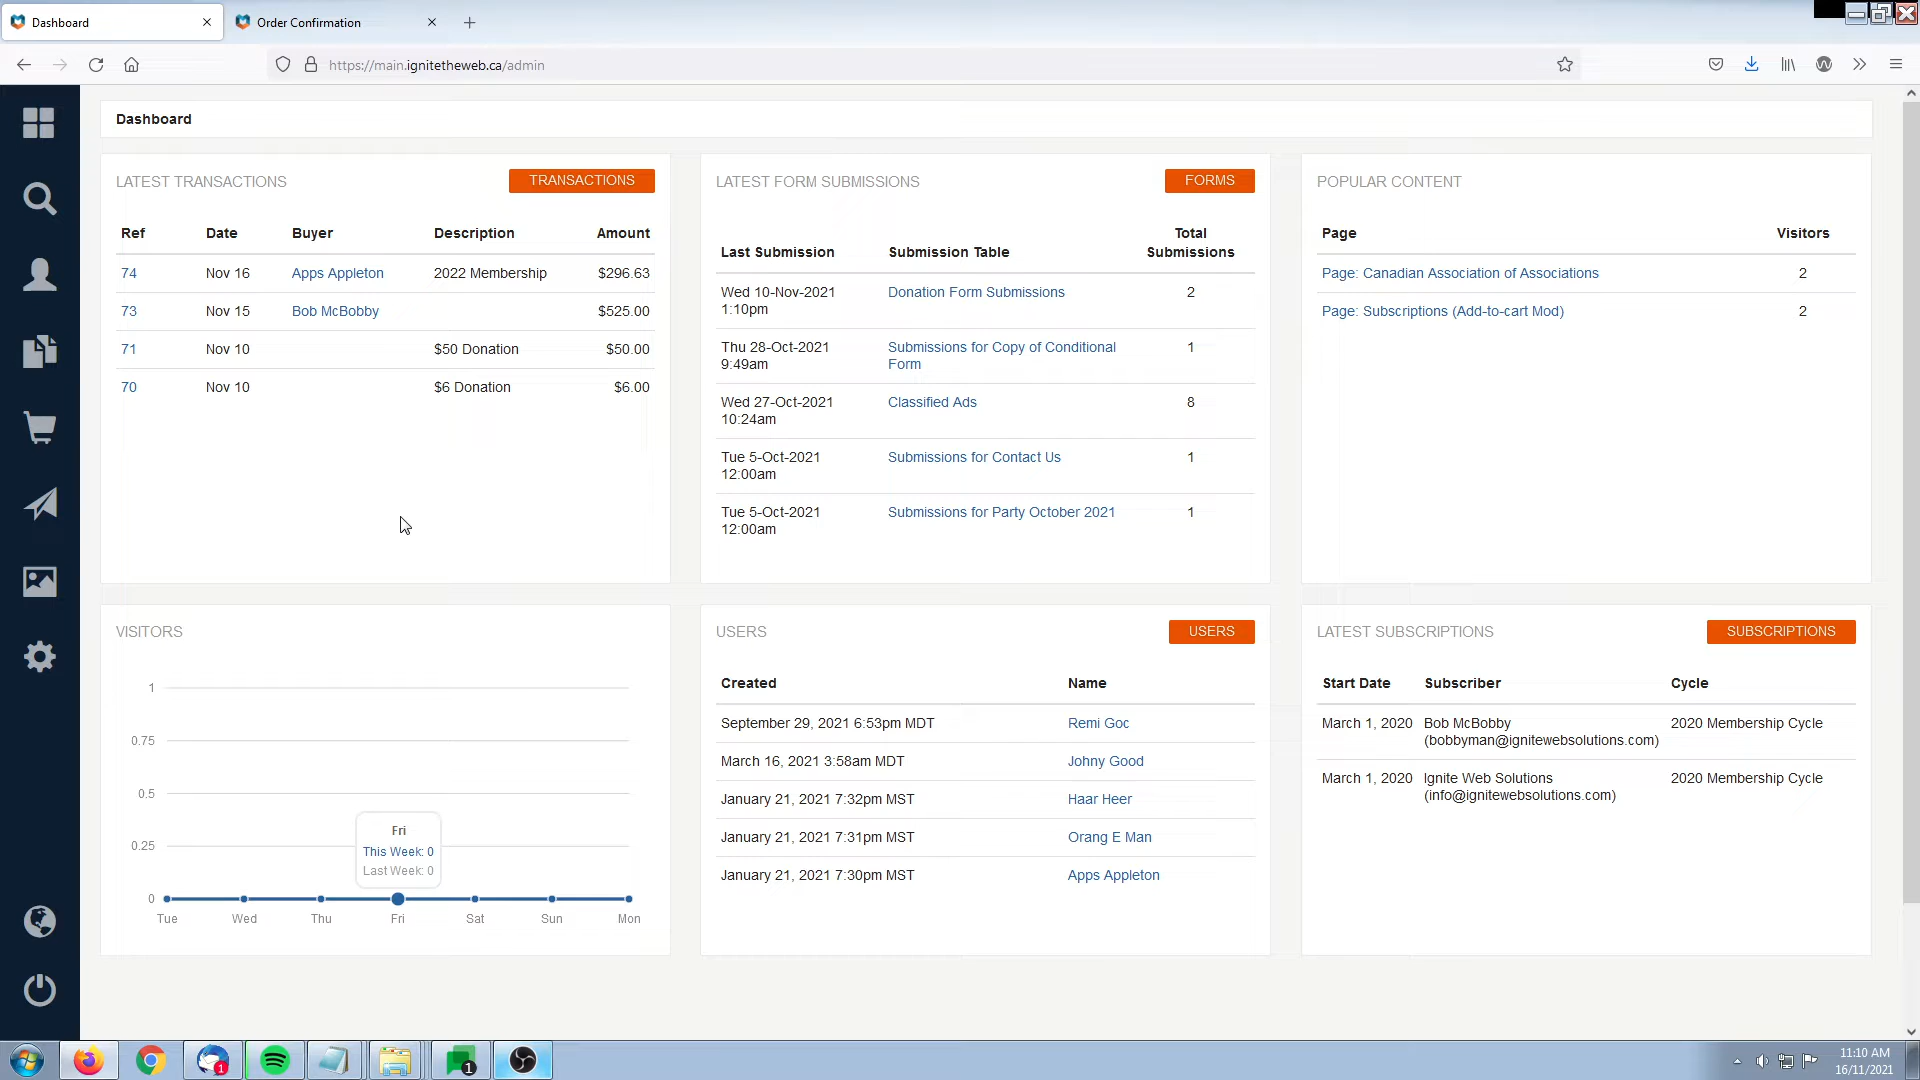 Dashboard
Order Confirmation
https://main.ignitetheweb.ca/admin
Dashboard
LATEST TRANSACTIONS
TRANSACTIONS
Ref Date Buyer Description Amount
74 Nov 16 Apps Appleton 2022 Membership $296.63
73 Nov 15 Bob McBobby $525.00
71 Nov 10 $50 Donation $50.00
70 Nov 10 $6 Donation $6.00
LATEST FORM SUBMISSIONS
FORMS
Last Submission Submission Table Total
Submissions
Wed 10-Nov-2021 Donation Form Submissions 2
1:10pm
Thu 28-Oct-2021 Submissions for Copy of Conditional 1
9:49am Form
Wed 27-Oct-2021 Classified Ads 8
10:24am
Tue 5-Oct-2021 Submissions for Contact Us 1
12:00am
Tue 5-Oct-2021 Submissions for Party October 2021 1
12:00am
POPULAR CONTENT
Page Visitors
Page: Canadian Association of Associations 2
Page: Subscriptions (Add-to-cart Mod) 2
VISITORS
1
0.75
0.5
0.25
0
Fri
This Week: 0
Last Week: 0
Tue Wed Thu Fri Sat Sun Mon
USERS
USERS
Created Name
September 29, 2021 6:53pm MDT Remi Goc
March 16, 2021 3:58am MDT Johny Good
January 21, 2021 7:32pm MST Haar Heer
January 21, 2021 7:31pm MST Orang E Man
January 21, 2021 7:30pm MST Apps Appleton
LATEST SUBSCRIPTIONS
SUBSCRIPTIONS
Start Date Subscriber Cycle
March 1, 2020 Bob McBobby 2020 Membership Cycle
(bobbyman@ignitewebsolutions.com)
March 1, 2020 Ignite Web Solutions 2020 Membership Cycle
(info@ignitewebsolutions.com)
1
1
11:10 AM
16/11/2021